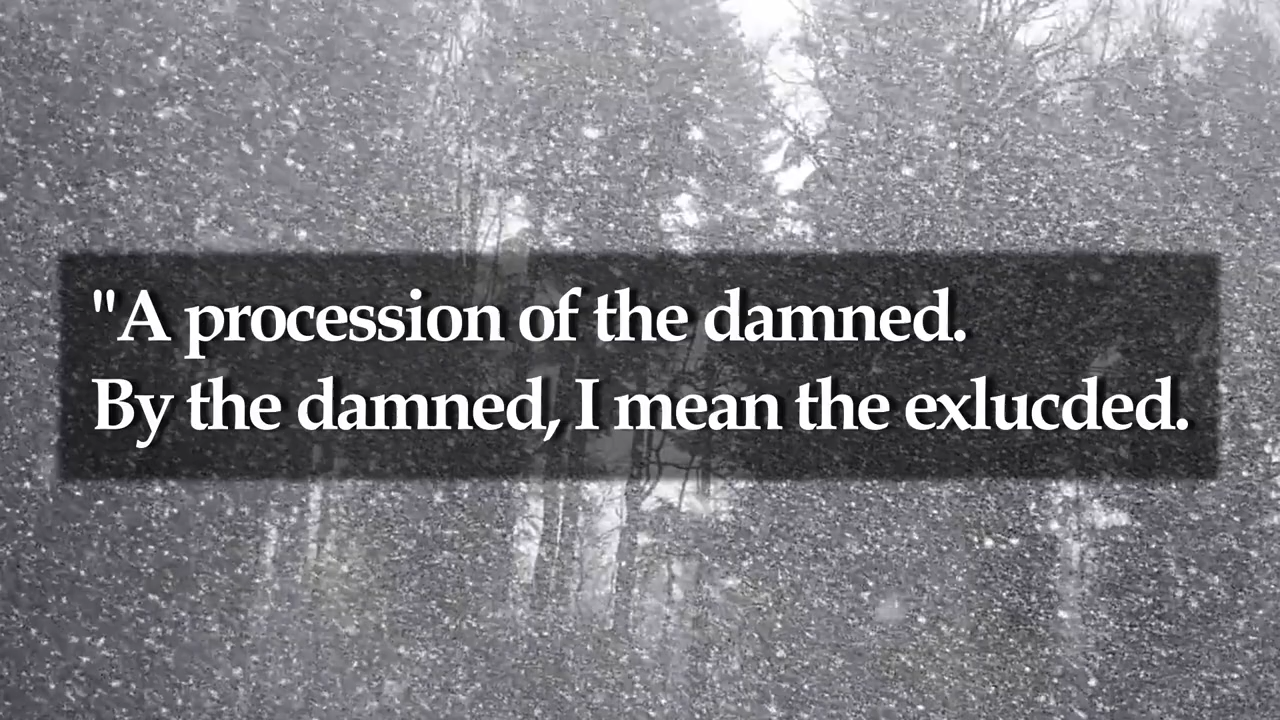 "A procession of the damned.
By the damned, I mean the exlucded.